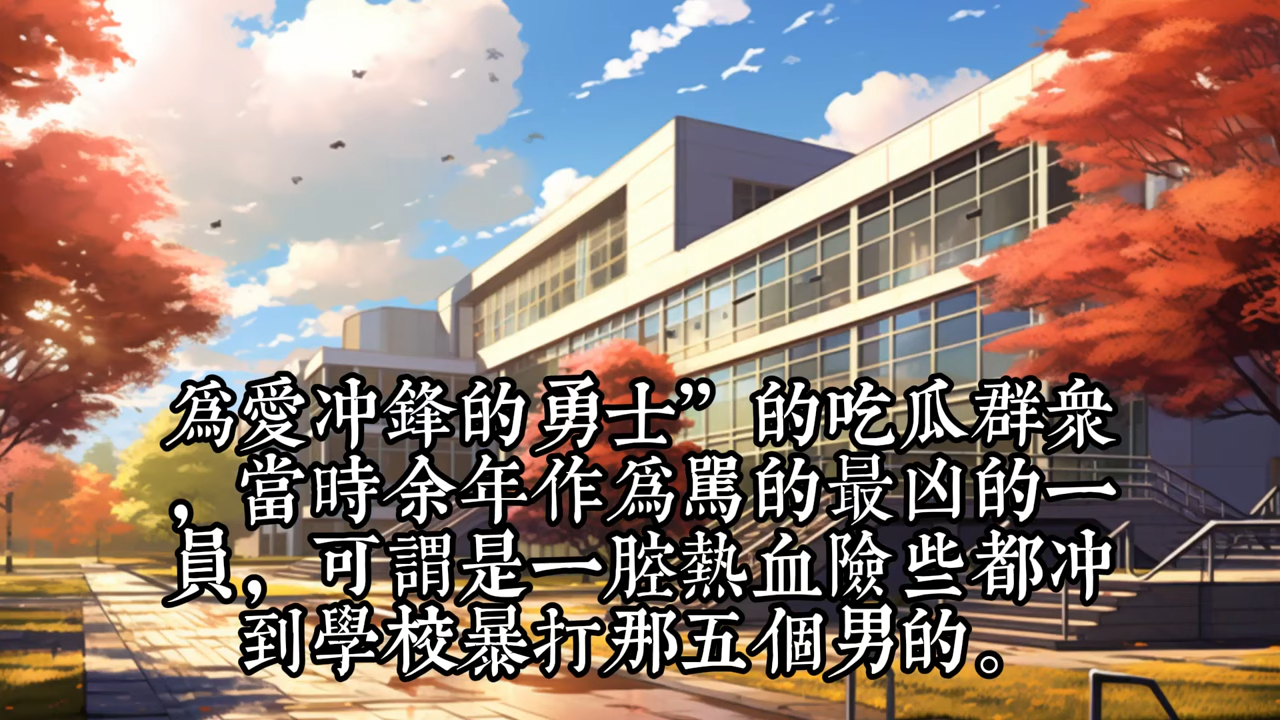 爲愛冲鋒的勇士”的吃瓜群衆
，當時余年作爲駡的最凶的一
員，可謂是一腔熱血險些都冲
到學校暴打那五個男的。